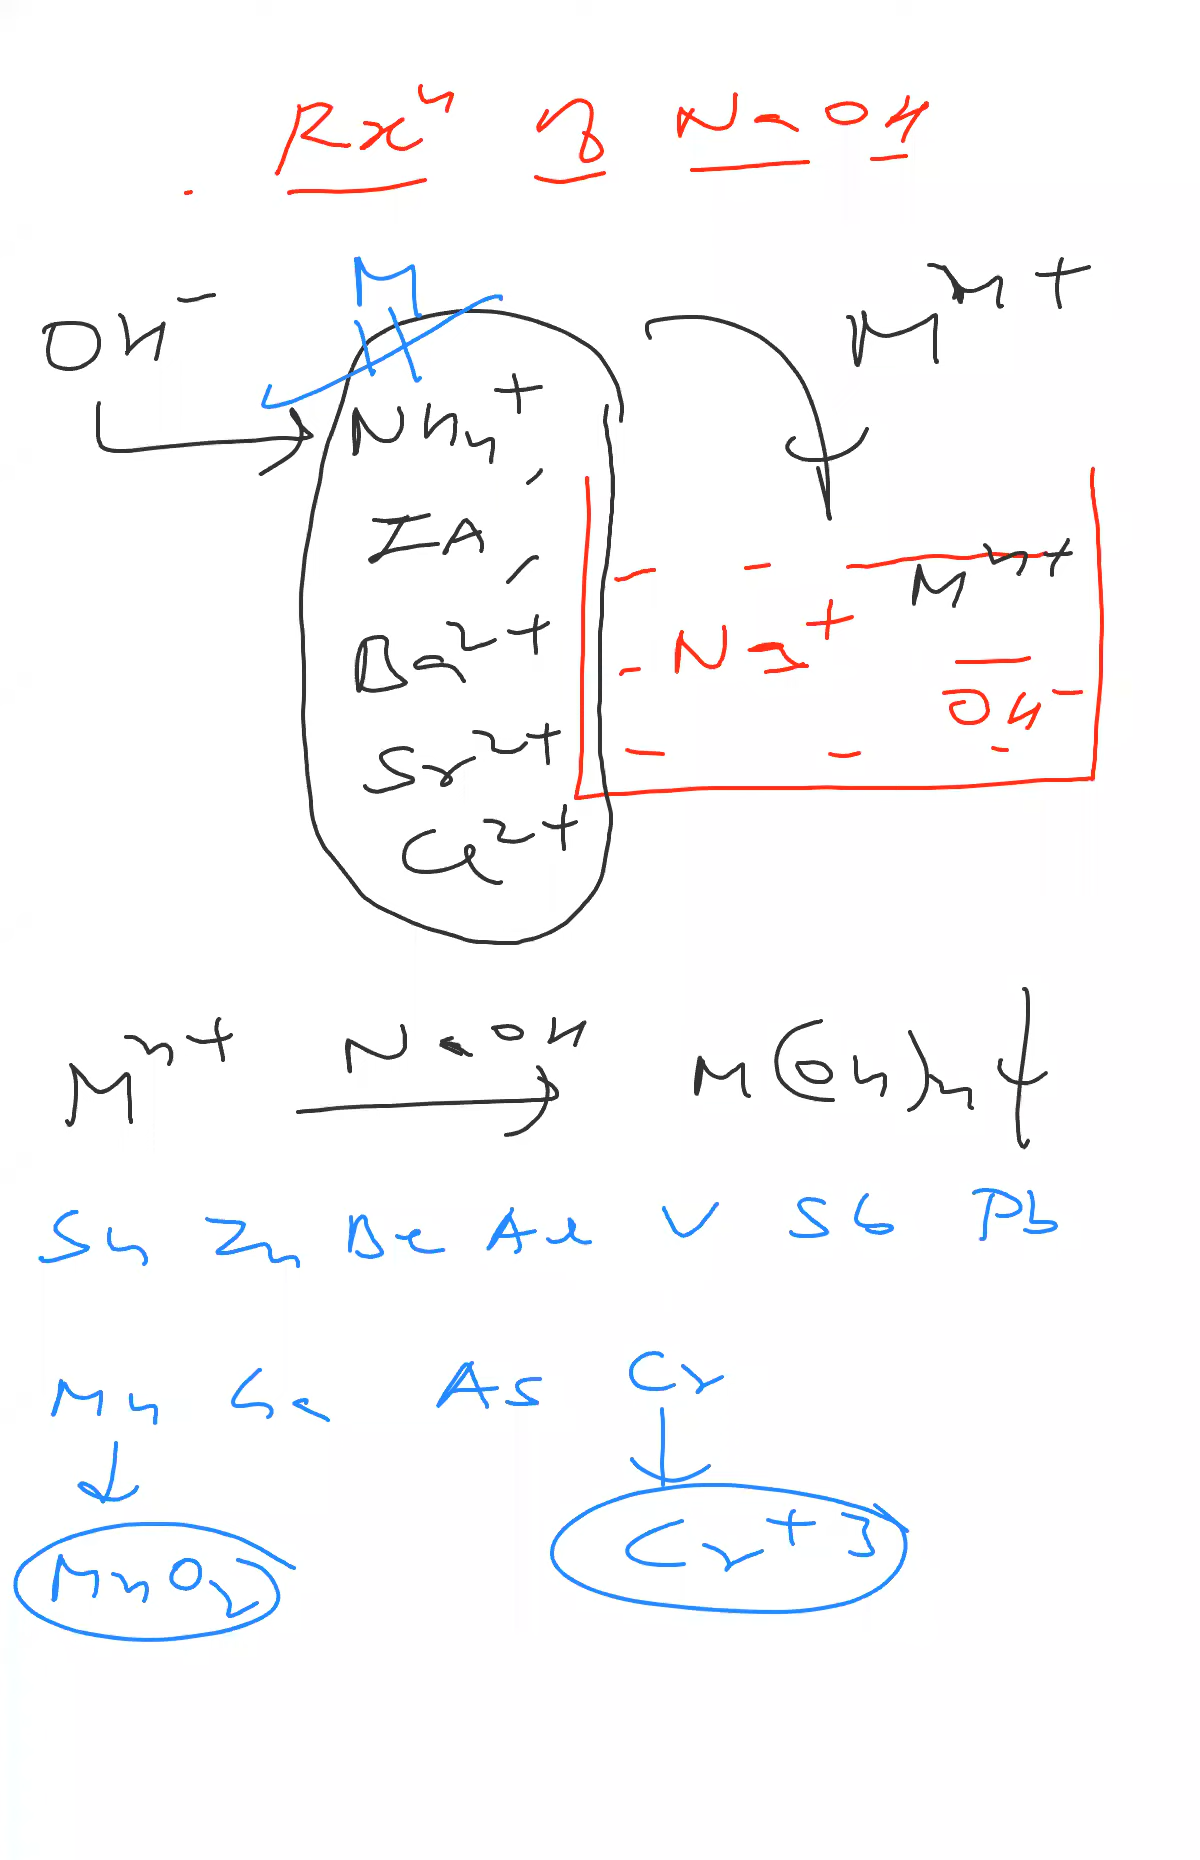 Rxⁿ of NaOH
OH⁻ M Mⁿ⁺
NH₄⁺,
IA,
Mⁿ⁺
Ba²⁺ Na⁺
OH⁻
Sr²⁺
Ca²⁺
Mⁿ⁺ NaOH M(OH)ₙ↓
Sn Zn Be Al V Sb Pb
Mn Ga As Cr
MnO₂ Cr⁺³